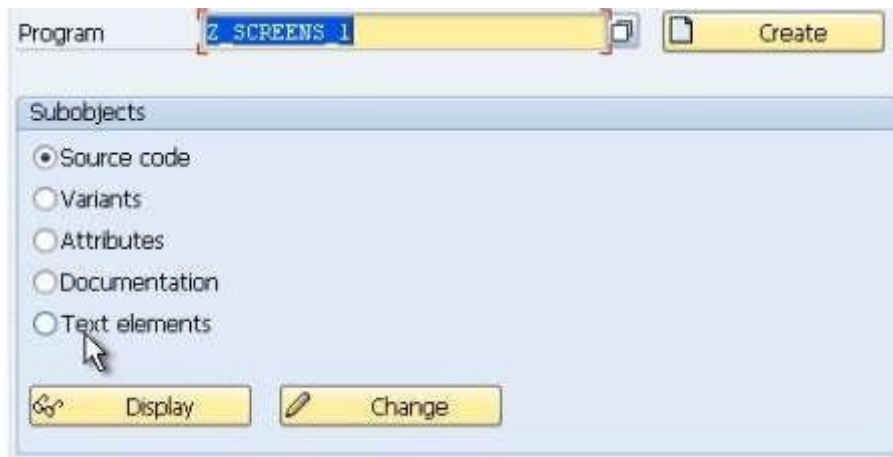 Program Z_SCREENS_1 Create
Subobjects
Source code
Variants
Attributes
Documentation
Text elements
Display Change